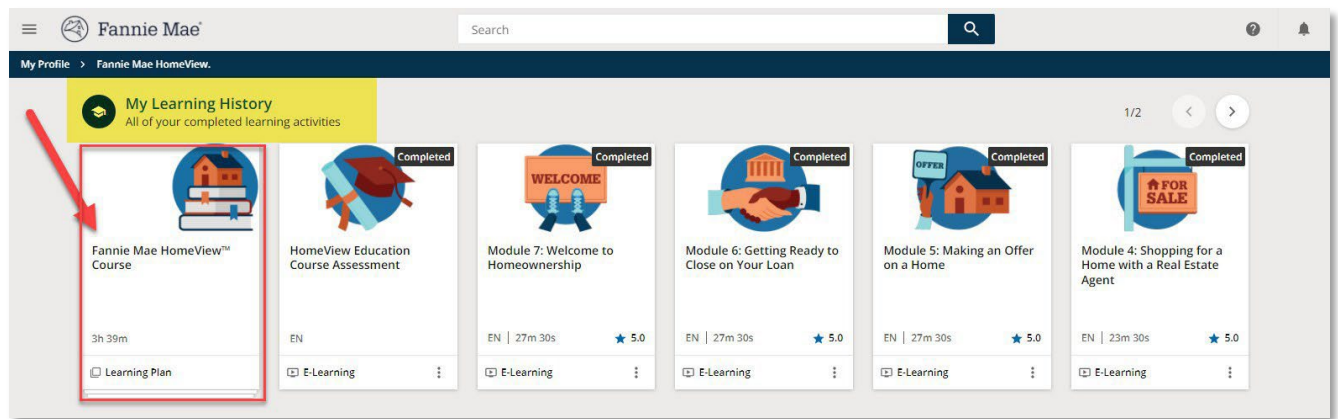 Fannie Mae®
Search
My Profile > Fannie Mae HomeView.
My Learning History
All of your completed learning activities
1/2
Fannie Mae HomeView™
Course
3h 39m
Learning Plan
Completed
HomeView Education
Course Assessment
EN
E-Learning
WELCOME
Completed
Module 7: Welcome to
Homeownership
EN | 27m 30s ★ 5.0
E-Learning
Completed
Module 6: Getting Ready to
Close on Your Loan
EN | 27m 30s ★ 5.0
E-Learning
OFFER
Completed
Module 5: Making an Offer
on a Home
EN | 27m 30s ★ 5.0
E-Learning
FOR
SALE
Completed
Module 4: Shopping for a
Home with a Real Estate
Agent
EN | 23m 30s ★ 5.0
E-Learning